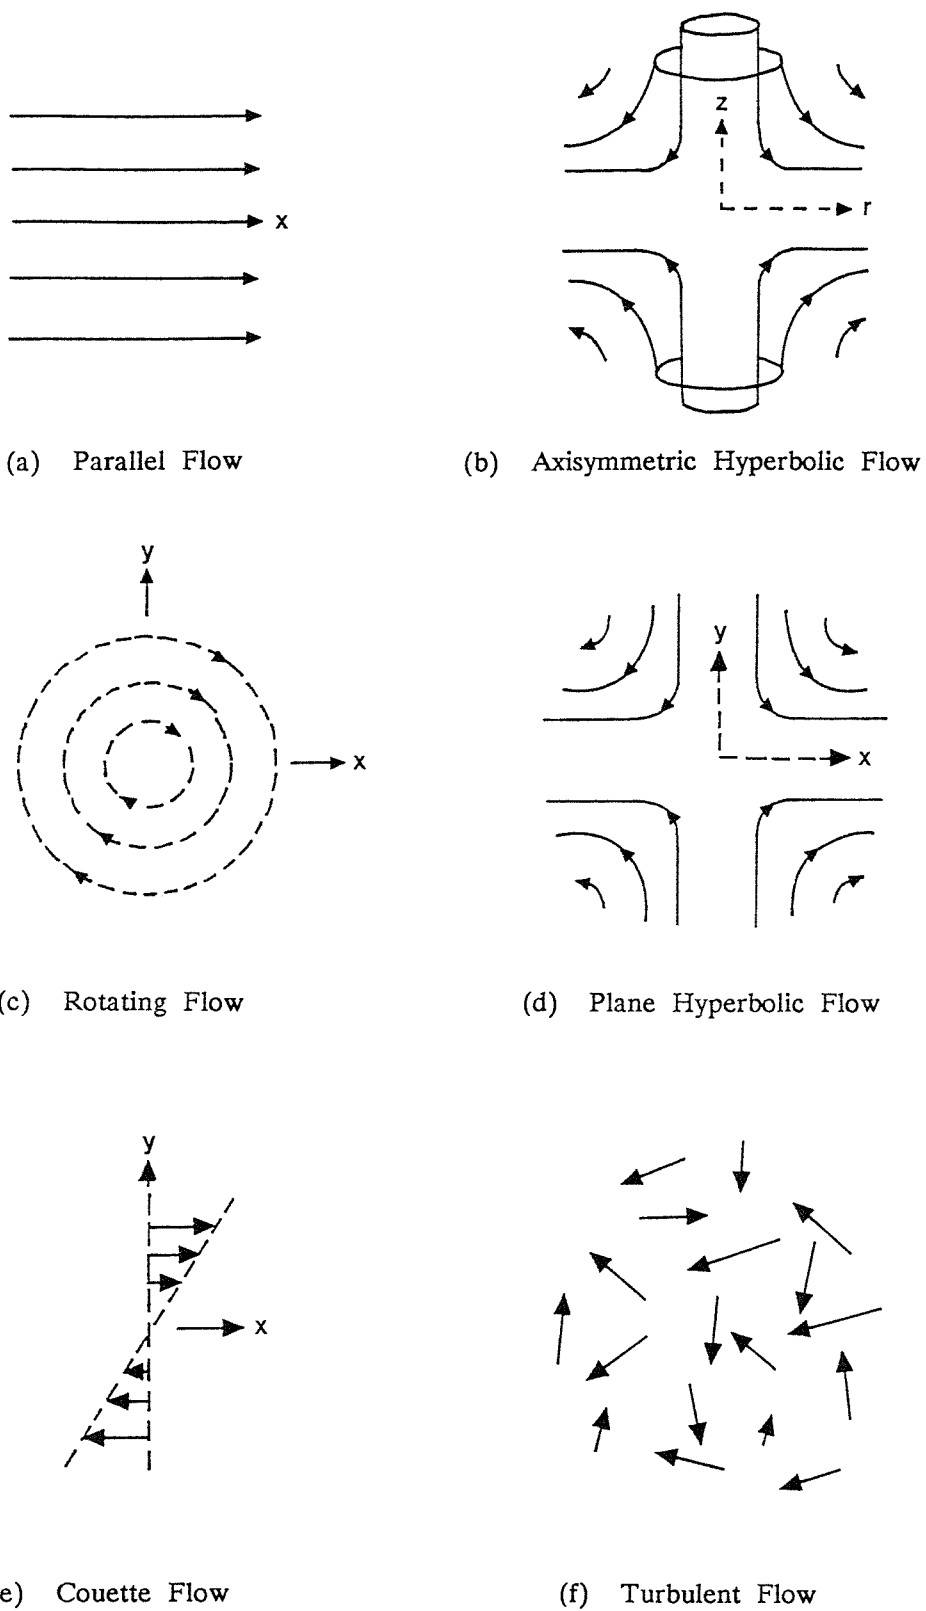 x
(a) Parallel Flow
z
r
(b) Axisymmetric Hyperbolic Flow
y
x
(c) Rotating Flow
y
x
(d) Plane Hyperbolic Flow
y
x
e) Couette Flow
(f) Turbulent Flow